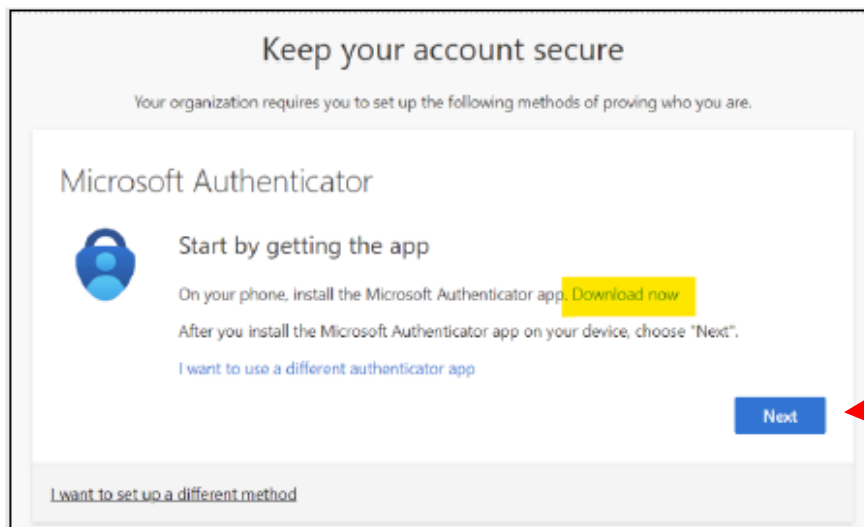 Keep your account secure
Your organization requires you to set up the following methods of proving who you are.
Microsoft Authenticator
Start by getting the app
On your phone, install the Microsoft Authenticator app. Download now
After you install the Microsoft Authenticator app on your device, choose "Next".
I want to use a different authenticator app
Next
I want to set up a different method